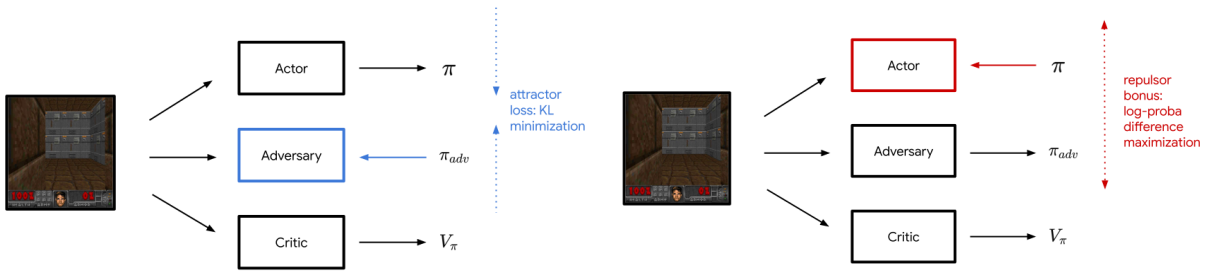 Actor
π
Adversary
π_adv
Critic
V_π
attractor
loss: KL
minimization
Actor
π
Adversary
π_adv
Critic
V_π
repulsor
bonus:
log-proba
difference
maximization